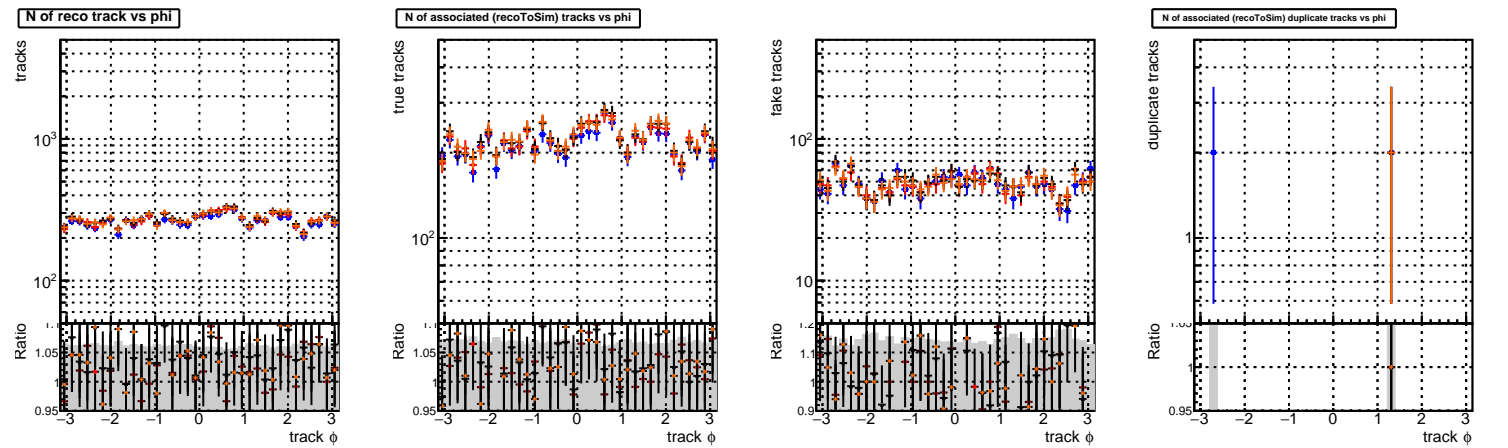 N of reco track vs phi
tracks
10³
10²
Ratio
1.1
1.05
1
0.95
−3 −2 −1 0 1 2 3
track ϕ
N of associated (recoToSim) tracks vs phi
true tracks
10²
Ratio
1.1
1.05
1
0.95
−3 −2 −1 0 1 2 3
track ϕ
fake tracks
10²
10
Ratio
1.1
1
0.9
−3 −2 −1 0 1 2 3
track ϕ
N of associated (recoToSim) duplicate tracks vs phi
duplicate tracks
1
Ratio
1.05
1
0.95
−3 −2 −1 0 1 2 3
track ϕ